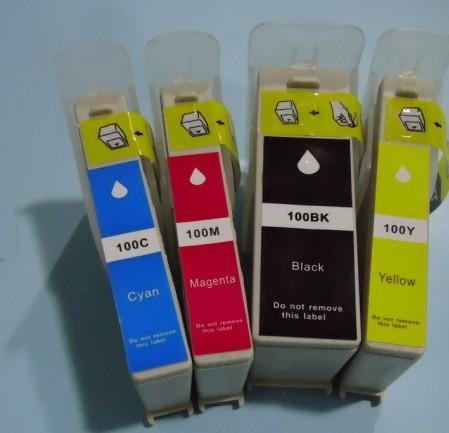 100C
Cyan
Do not remove
this label
100M
Magenta
Do not remove
this label
100BK
Black
Do not remove
this label
100Y
Yellow
Do not remove
this label